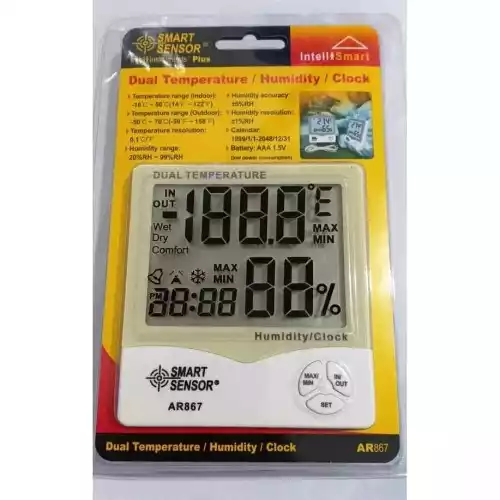 SMART SENSOR®
Plus
Intell Smart
Dual Temperature / Humidity / Clock
• Temperature range (Indoor):
-10°C ~ 50°C (14°F ~ 122°F)
• Temperature range (Outdoor):
-50°C ~ 70°C (-58°F ~ 158°F)
• Temperature resolution:
0.1°C/°F
• Humidity range:
20%RH ~ 99%RH
• Humidity accuracy:
±5%RH
• Humidity resolution:
±1%RH
• Calendar:
1999/1/1-2048/12/31
• Battery: AAA 1.5V
(low power consumption)
DUAL TEMPERATURE
IN
OUT
-188.8°E
Wet
Dry
Comfort
MAX
MIN
MAX
MIN
PM
88:88
88%
Humidity/Clock
SMART SENSOR®
AR867
MAX/MIN
IN OUT
SET
Dual Temperature / Humidity / Clock
AR867